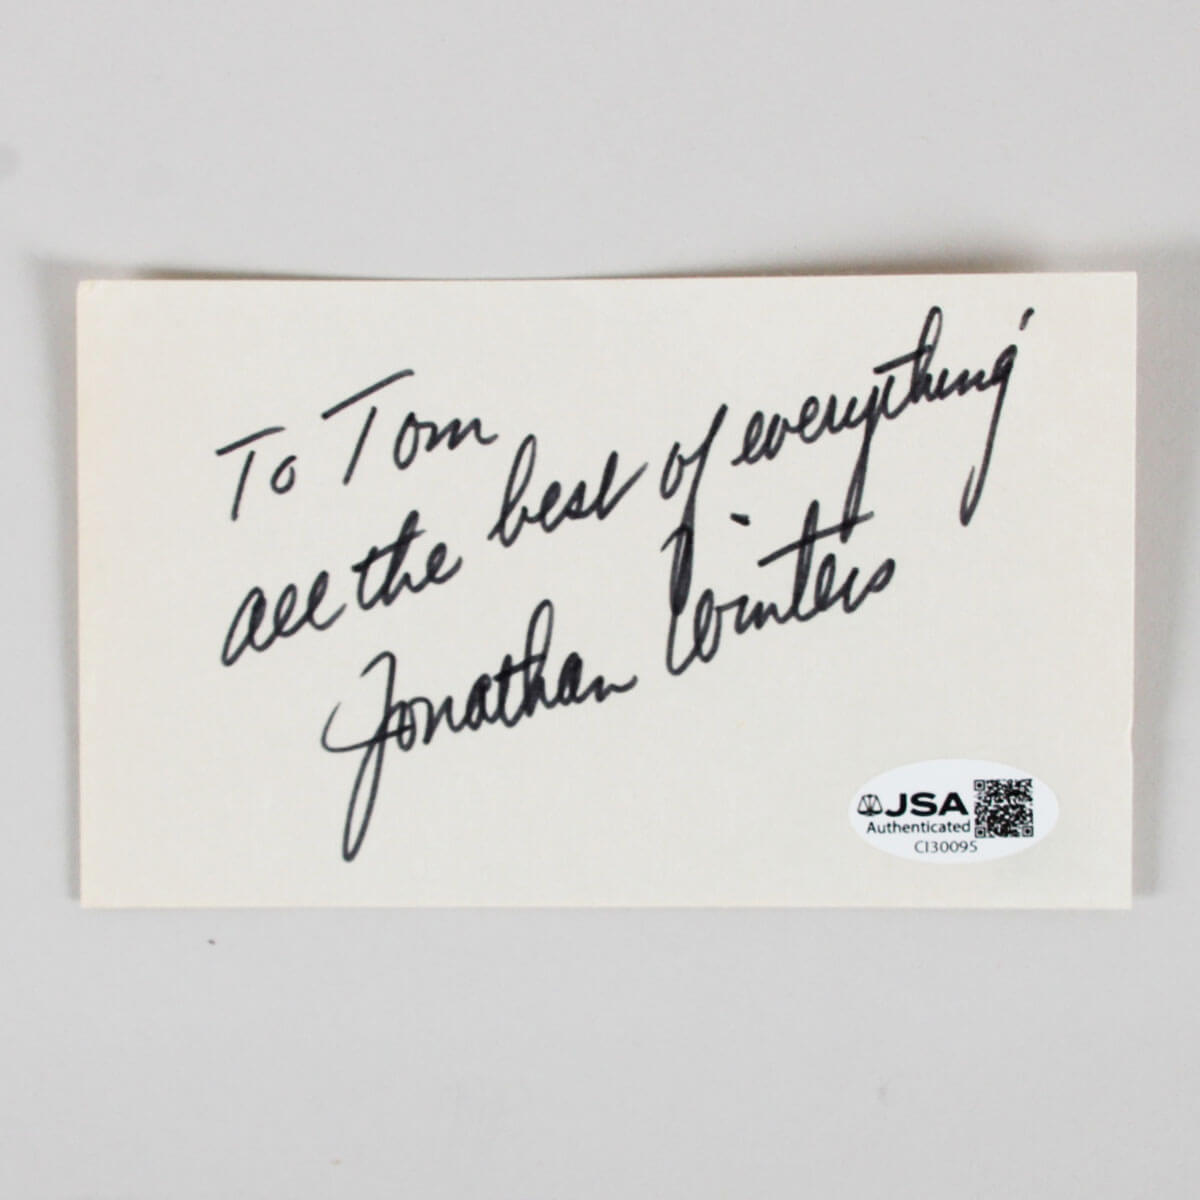 To Tom
all the best of everything
Jonathan Winters
JSA
Authenticated
CI30095